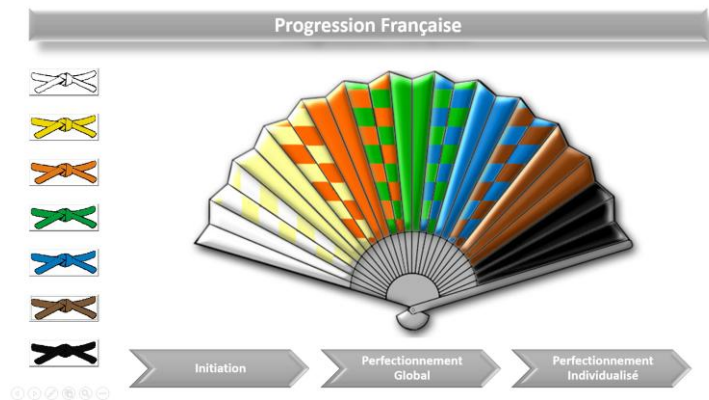 Progression Française
Initiation
Perfectionnement
Global
Perfectionnement
Individualisé